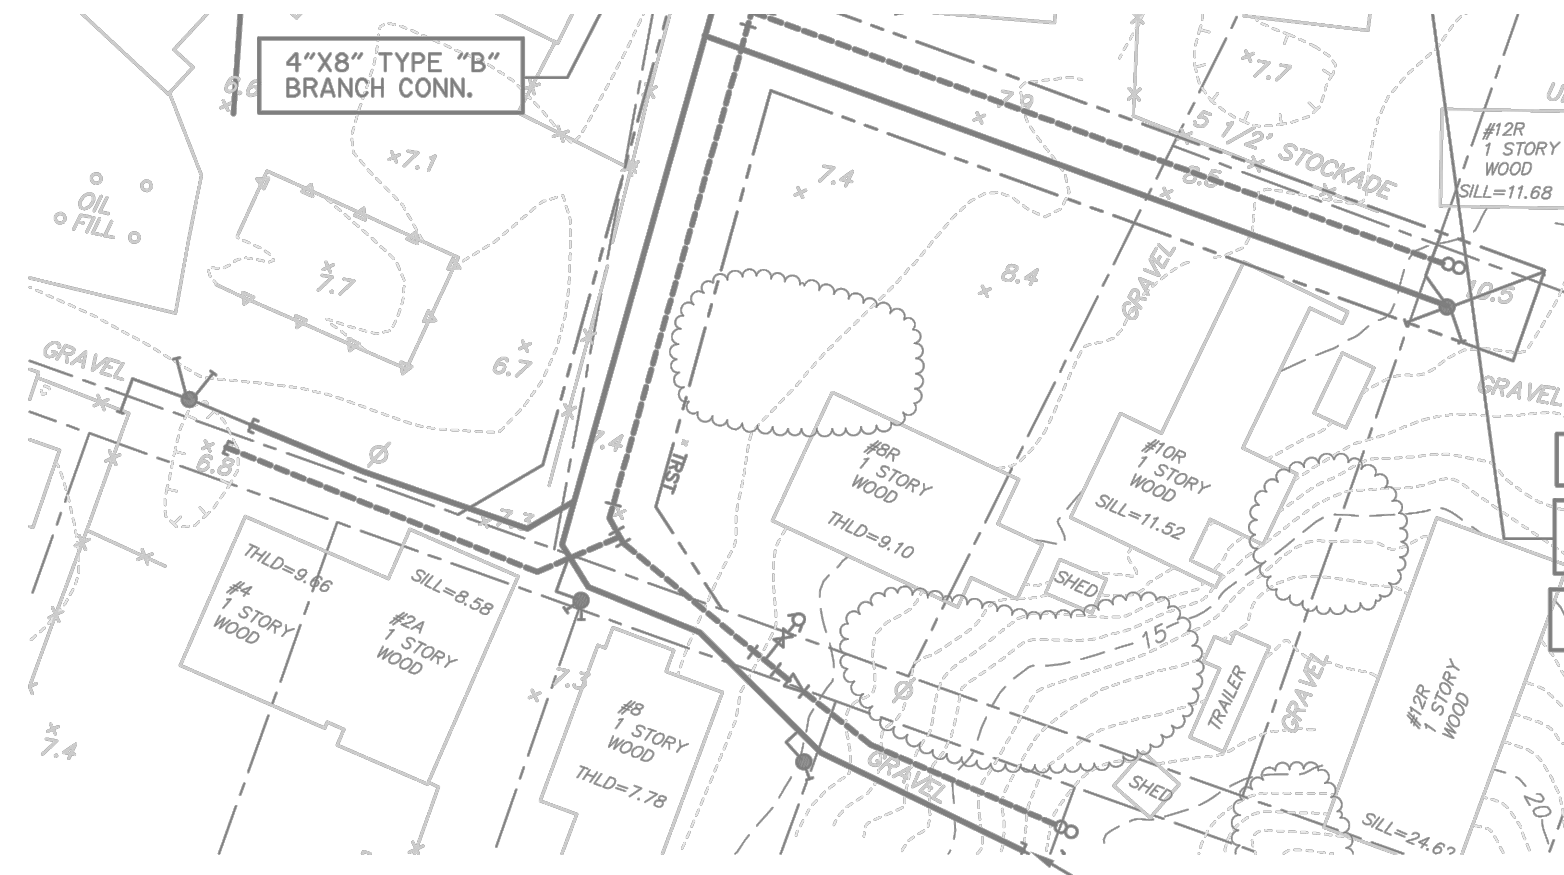 4"X8" TYPE "B"
BRANCH CONN.
6.6
7.7
7.9
5 1/2' STOCKADE
#12R
1 STORY
WOOD
SILL=11.68
7.1
7.4
8.5
OIL
FILL
7.7
8.4
GRAVEL
10.5
GRAVEL
6.7
GRAVEL
6.8
7.4
TRST
#8R
1 STORY
WOOD
THLD=9.10
#10R
1 STORY
WOOD
SILL=11.52
THLD=9.66
#4
1 STORY
WOOD
SILL=8.58
#2A
1 STORY
WOOD
SHED
15
7.3
#8
1 STORY
WOOD
THLD=7.78
TRAILER
GRAVEL
#12R
1 STORY
WOOD
7.4
GRAVEL
SHED
20
SILL=24.62